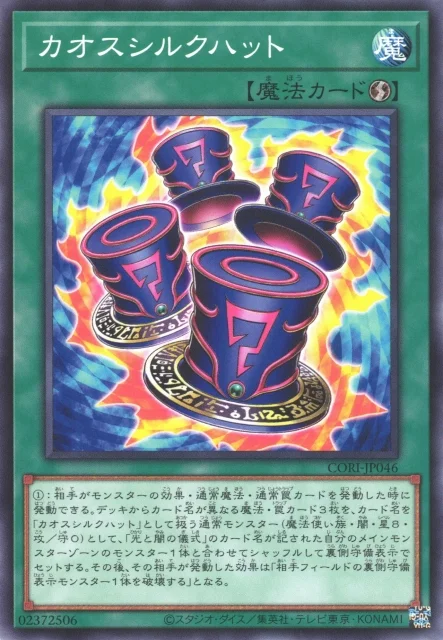 カオスシルクハット
魔
【魔法カード】
CORI-JP046
①:相手がモンスターの効果・通常魔法・通常罠カードを発動した時に
発動できる。デッキからカード名が異なる魔法・罠カード3枚を、カード名を
「カオスシルクハット」として扱う通常モンスター(魔法使い族・闇・星8・
攻/守0)として、「光と闇の儀式」のカード名が記された自分のメインモン
スターゾーンのモンスター1体と合わせてシャッフルして裏側守備表示で
セットする。その後、その相手が発動した効果は「相手フィールドの裏側守備
表示モンスター1体を破壊する」となる。
02372506
©スタジオ・ダイス/集英社・テレビ東京・KONAMI